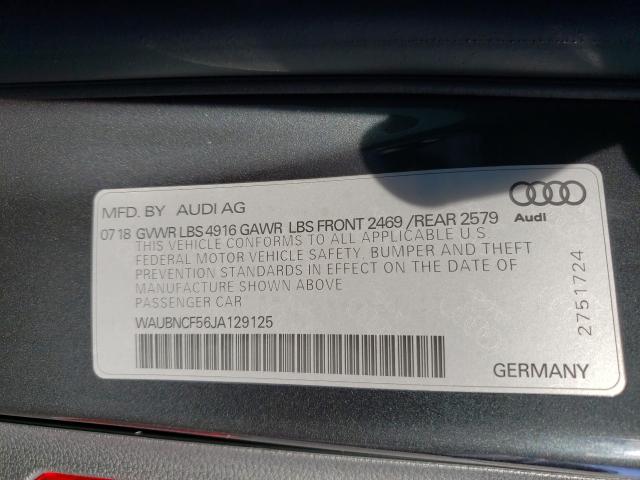 MFD. BY AUDI AG
07 18 GVWR LBS 4916 GAWR LBS FRONT 2469 / REAR 2579
THIS VEHICLE CONFORMS TO ALL APPLICABLE U S
FEDERAL MOTOR VEHICLE SAFETY, BUMPER AND THEFT
PREVENTION STANDARDS IN EFFECT ON THE DATE OF
MANUFACTURE SHOWN ABOVE
PASSENGER CAR
WAUBNCF56JA129125
Audi
2751724
GERMANY